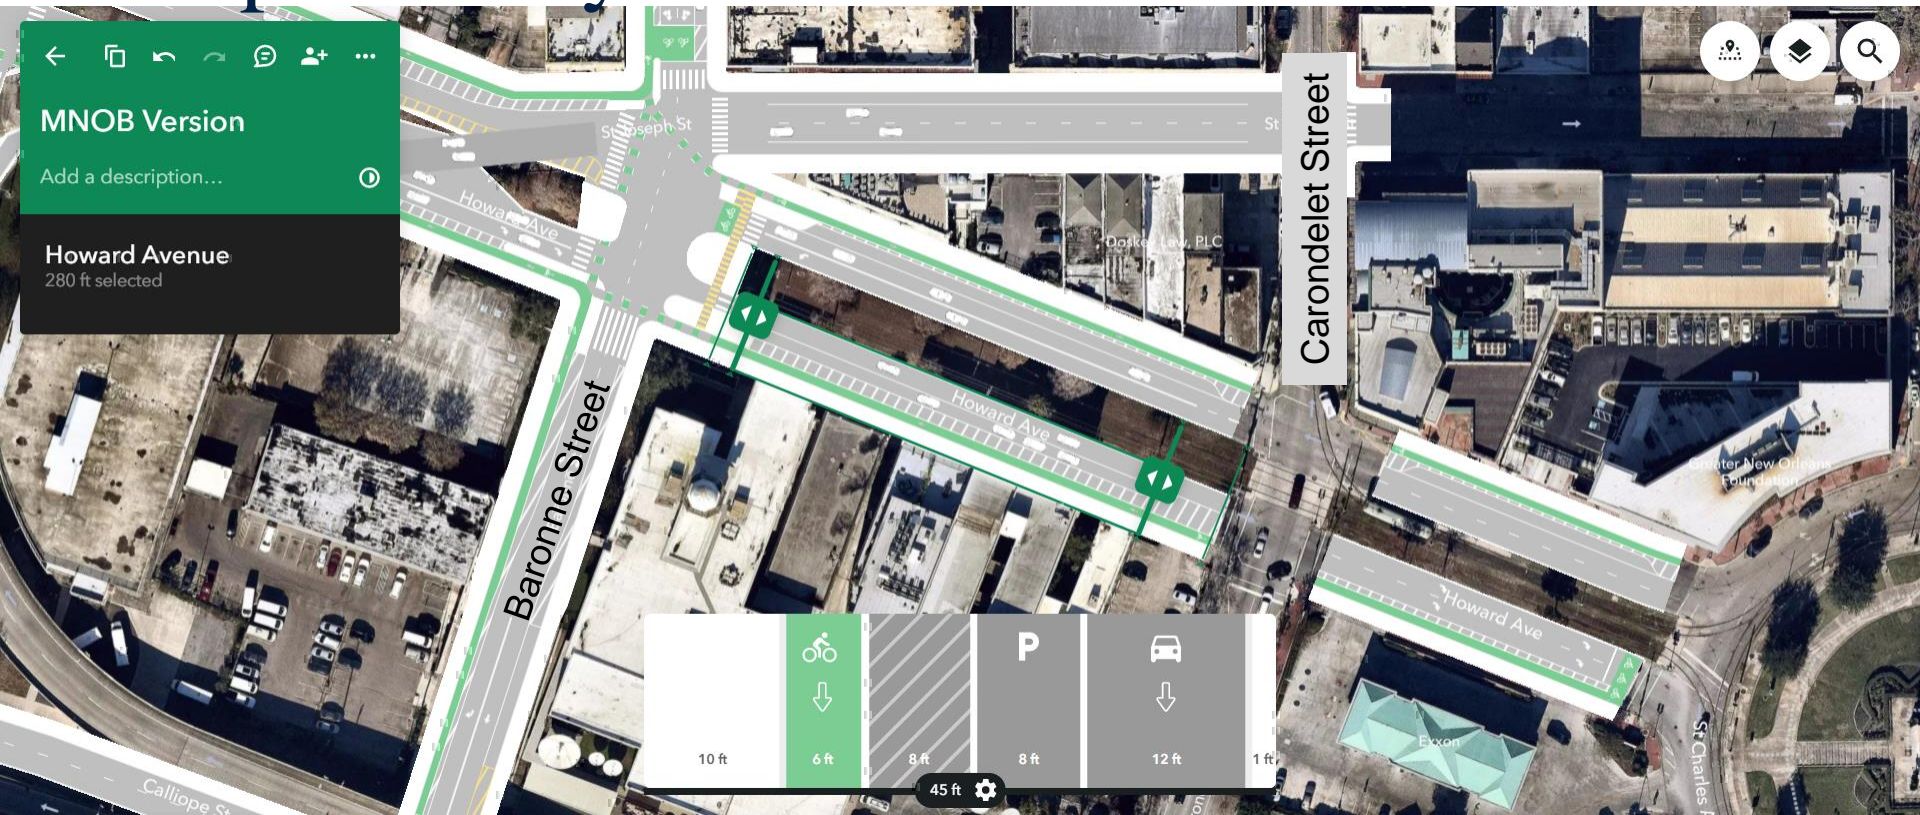 MNOB Version
Add a description...
Howard Avenue
280 ft selected
St Joseph St
St
Carondelet Street
Howard Ave
Doskey Law, PLC
Howard Ave
Baronne Street
Greater New Orleans
Foundation
Howard Ave
Exxon
St Charles
Calliope St
P
10 ft
6 ft
8 ft
8 ft
12 ft
1 ft
45 ft